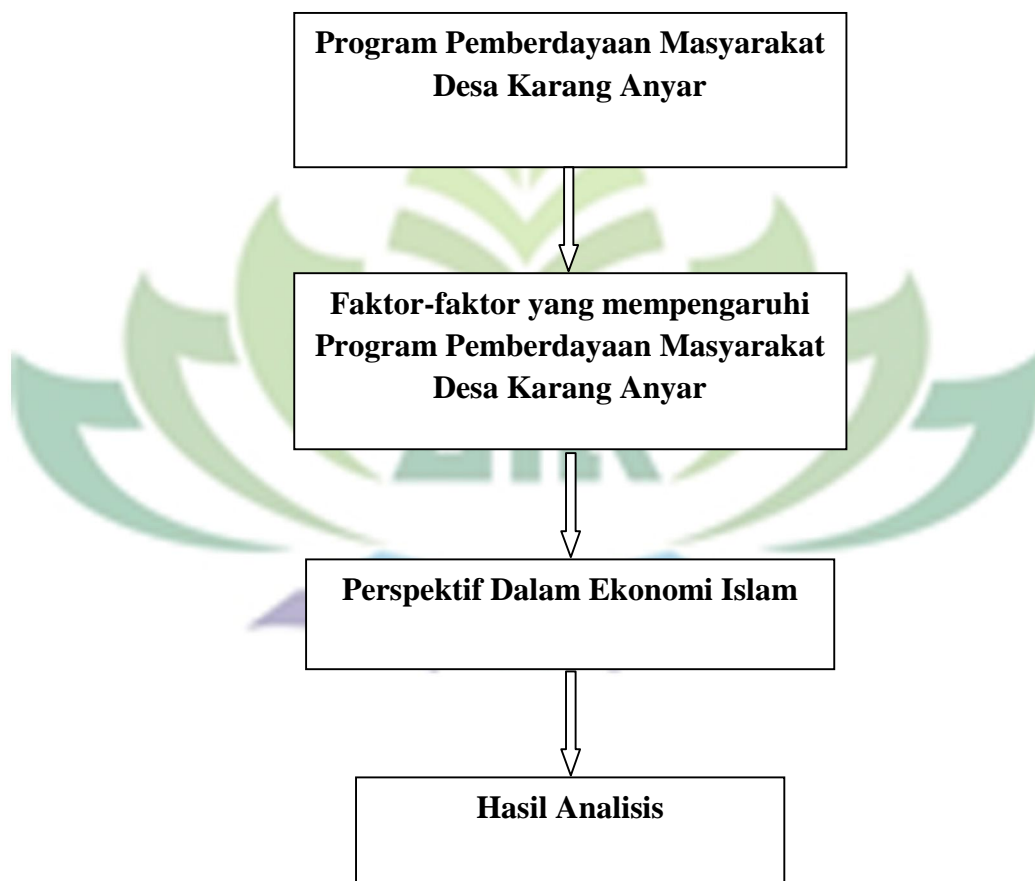 Program Pemberdayaan Masyarakat
Desa Karang Anyar
Faktor-faktor yang mempengaruhi
Program Pemberdayaan Masyarakat
Desa Karang Anyar
Perspektif Dalam Ekonomi Islam
Hasil Analisis